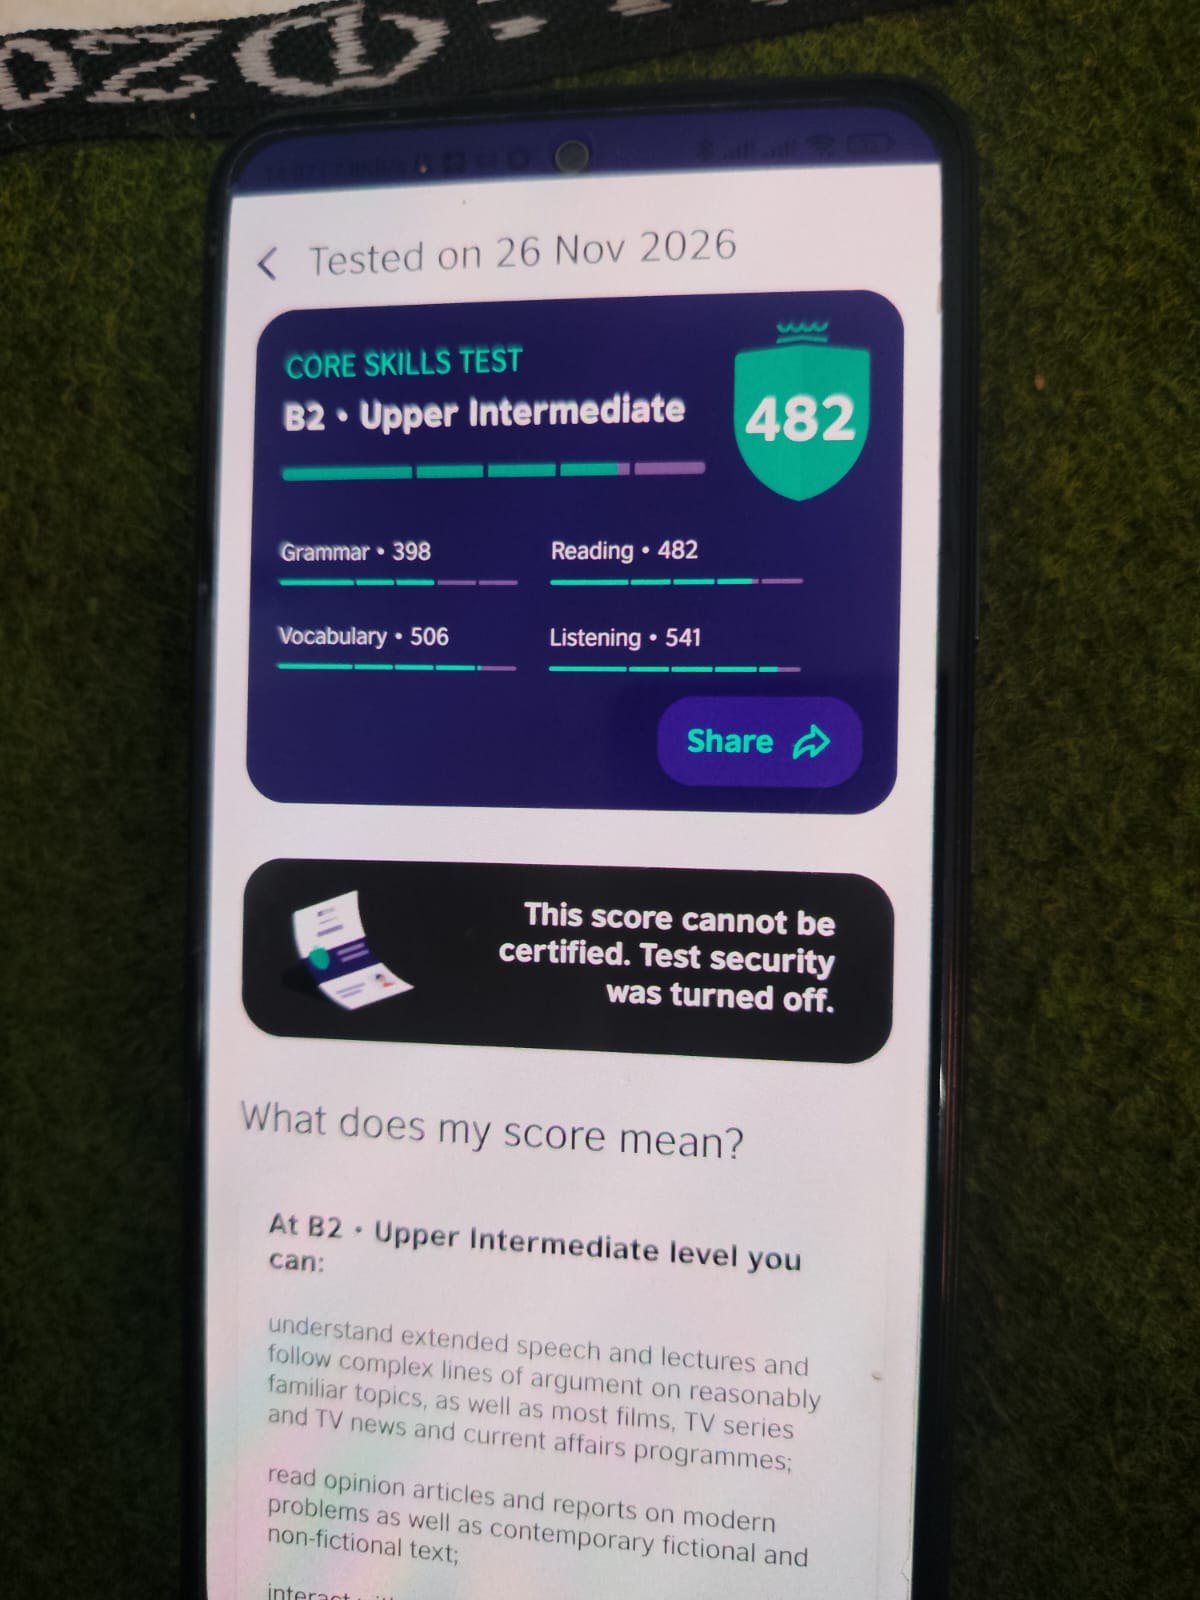 Tested on 26 Nov 2026
CORE SKILLS TEST
B2 • Upper Intermediate
482
Grammar • 398
Reading • 482
Vocabulary • 506
Listening • 541
Share
This score cannot be
certified. Test security
was turned off.
What does my score mean?
At B2 • Upper Intermediate level you
can:
understand extended speech and lectures and
follow complex lines of argument on reasonably
familiar topics, as well as most films, TV series
and TV news and current affairs programmes;
read opinion articles and reports on modern
problems as well as contemporary fictional and
non-fictional text;